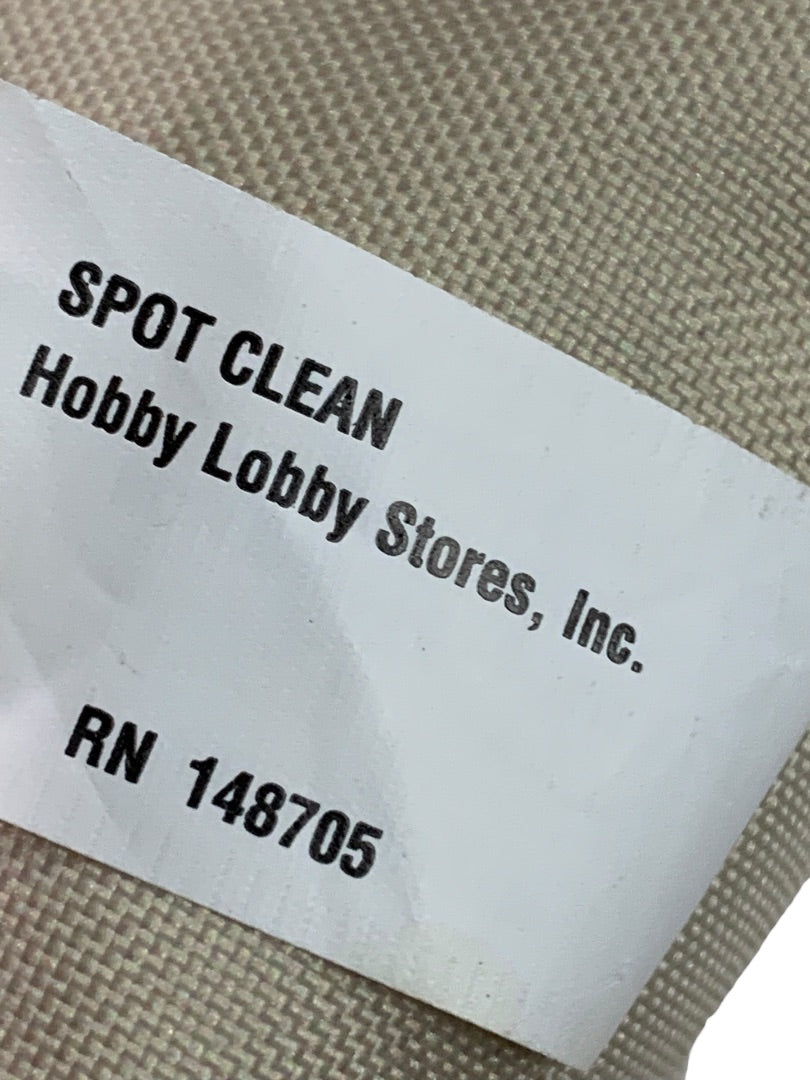 SPOT CLEAN
Hobby Lobby Stores, Inc.
RN 148705